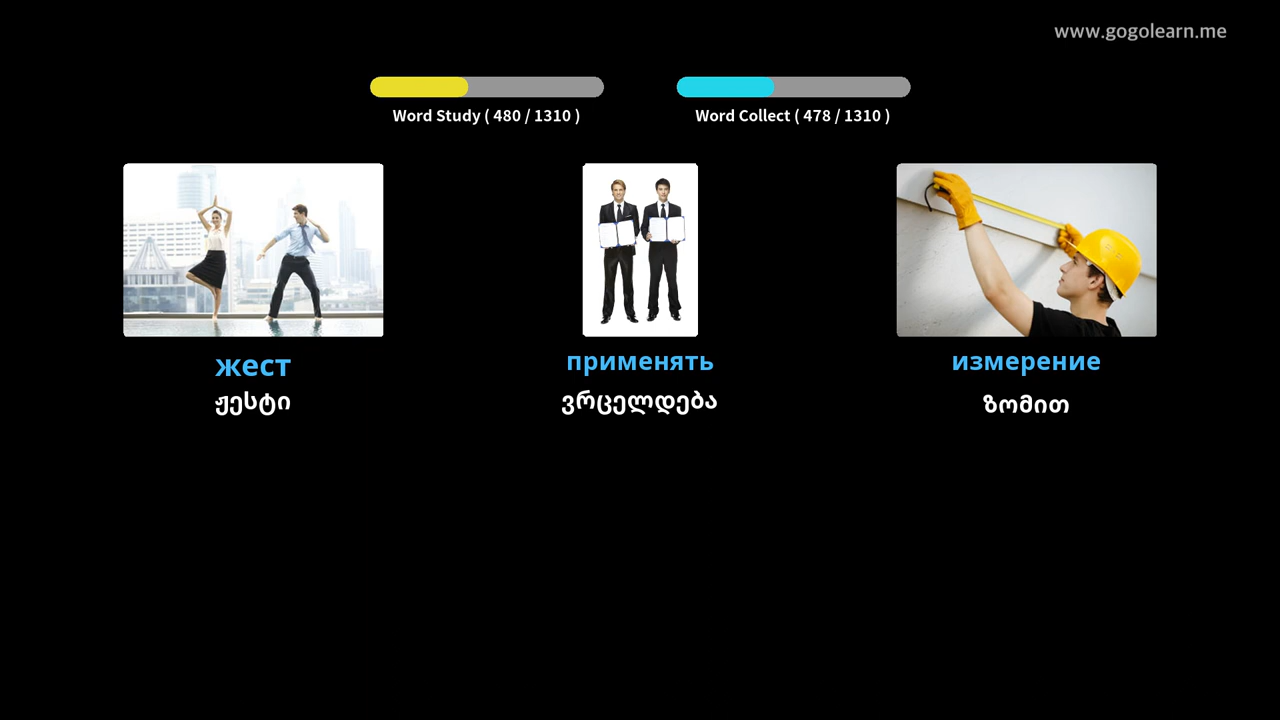 www.gogolearn.me
Word Study ( 480 / 1310 )
Word Collect ( 478 / 1310 )
жест
ჟესტი
применять
ვრცელდება
измерение
ზომით